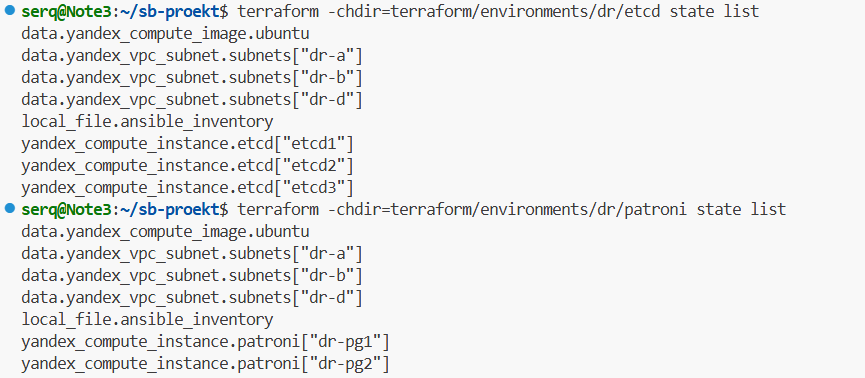 serq@Note3:~/sb-proekt$ terraform -chdir=terraform/environments/dr/etcd state list
data.yandex_compute_image.ubuntu
data.yandex_vpc_subnet.subnets["dr-a"]
data.yandex_vpc_subnet.subnets["dr-b"]
data.yandex_vpc_subnet.subnets["dr-d"]
local_file.ansible_inventory
yandex_compute_instance.etcd["etcd1"]
yandex_compute_instance.etcd["etcd2"]
yandex_compute_instance.etcd["etcd3"]
serq@Note3:~/sb-proekt$ terraform -chdir=terraform/environments/dr/patroni state list
data.yandex_compute_image.ubuntu
data.yandex_vpc_subnet.subnets["dr-a"]
data.yandex_vpc_subnet.subnets["dr-b"]
data.yandex_vpc_subnet.subnets["dr-d"]
local_file.ansible_inventory
yandex_compute_instance.patroni["dr-pg1"]
yandex_compute_instance.patroni["dr-pg2"]